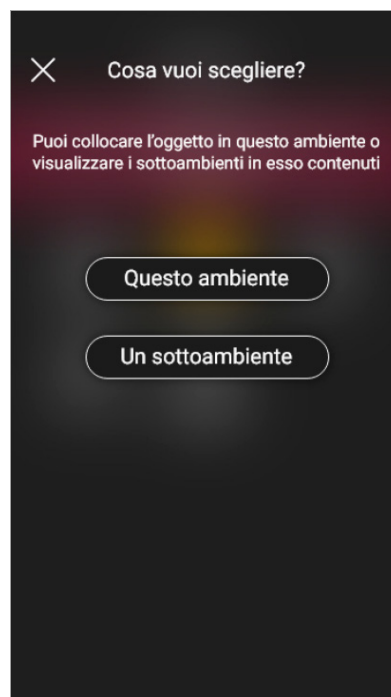 Cosa vuoi scegliere?
Puoi collocare l'oggetto in questo ambiente o
visualizzare i sottoambienti in esso contenuti
Questo ambiente
Un sottoambiente